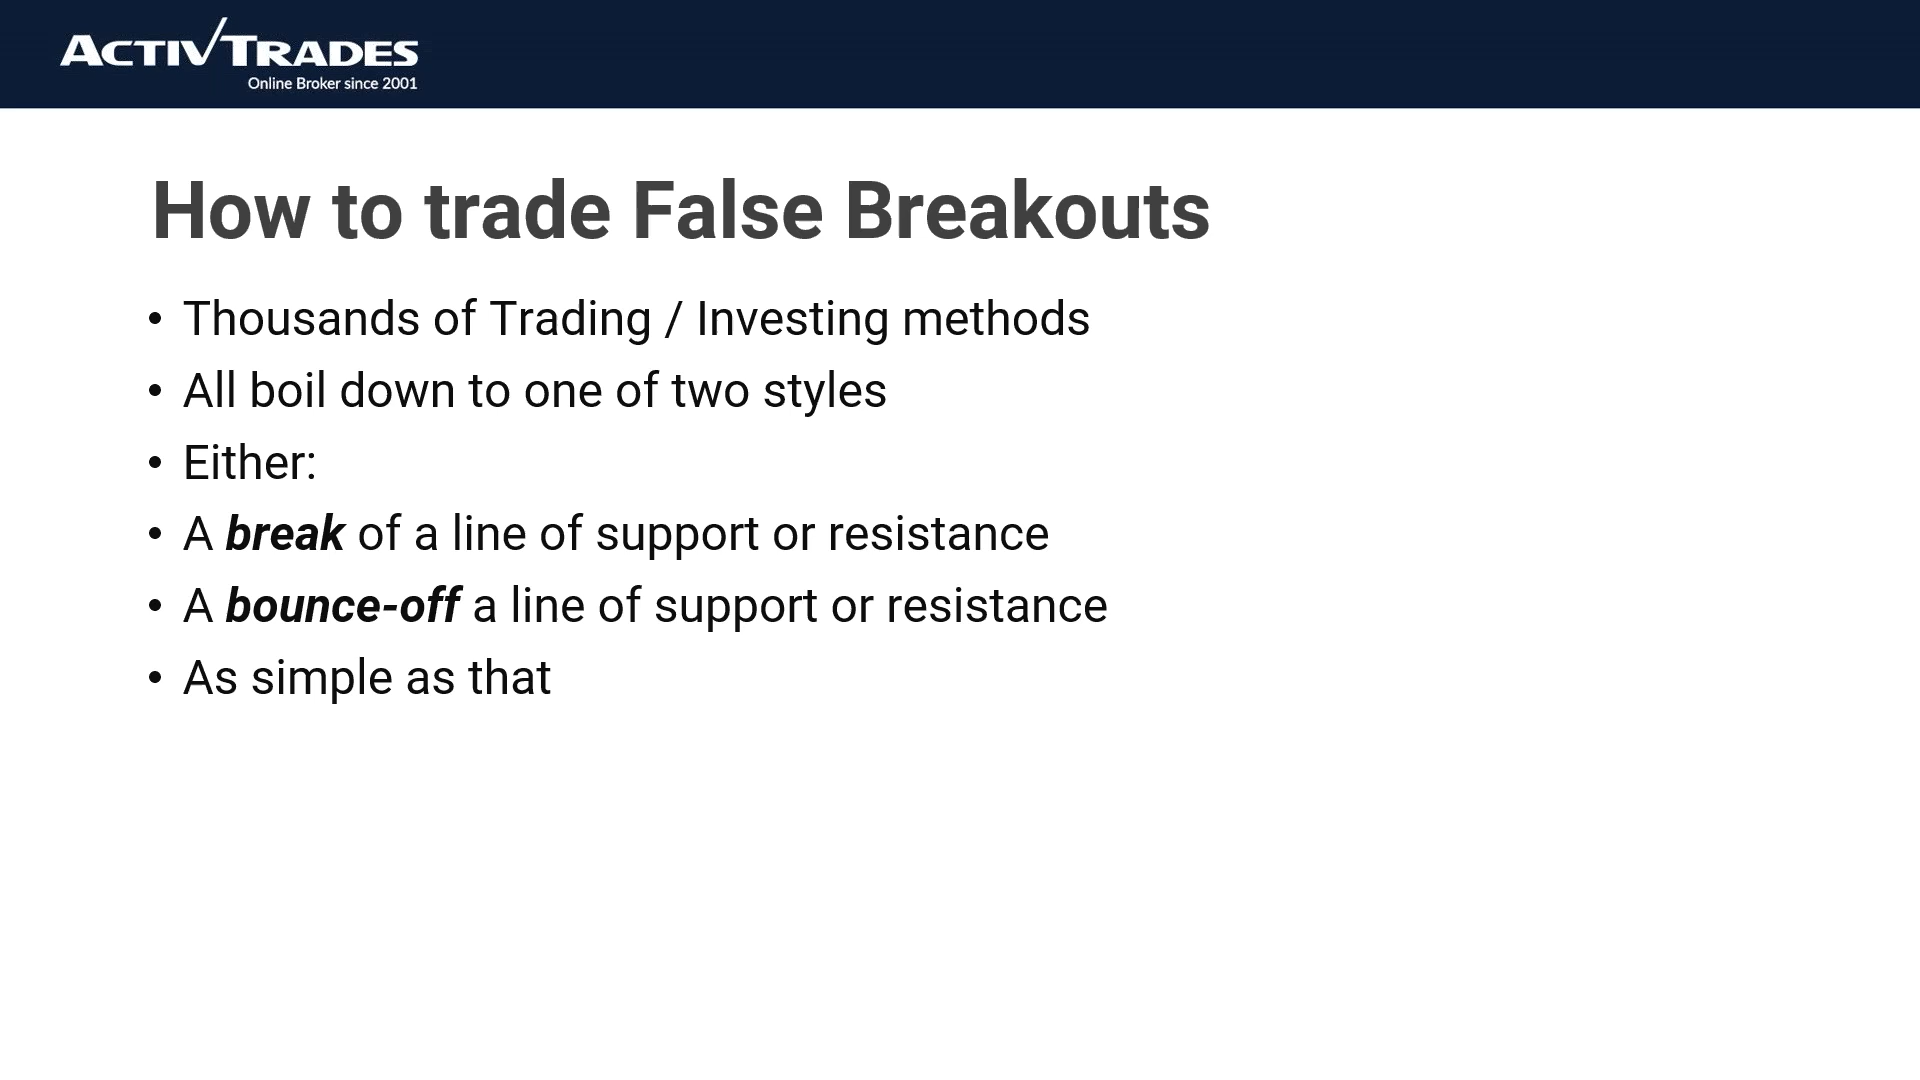 ACTIVTRADES
Online Broker since 2001
How to trade False Breakouts
• Thousands of Trading / Investing methods
• All boil down to one of two styles
• Either:
• A break of a line of support or resistance
• A bounce-off a line of support or resistance
• As simple as that